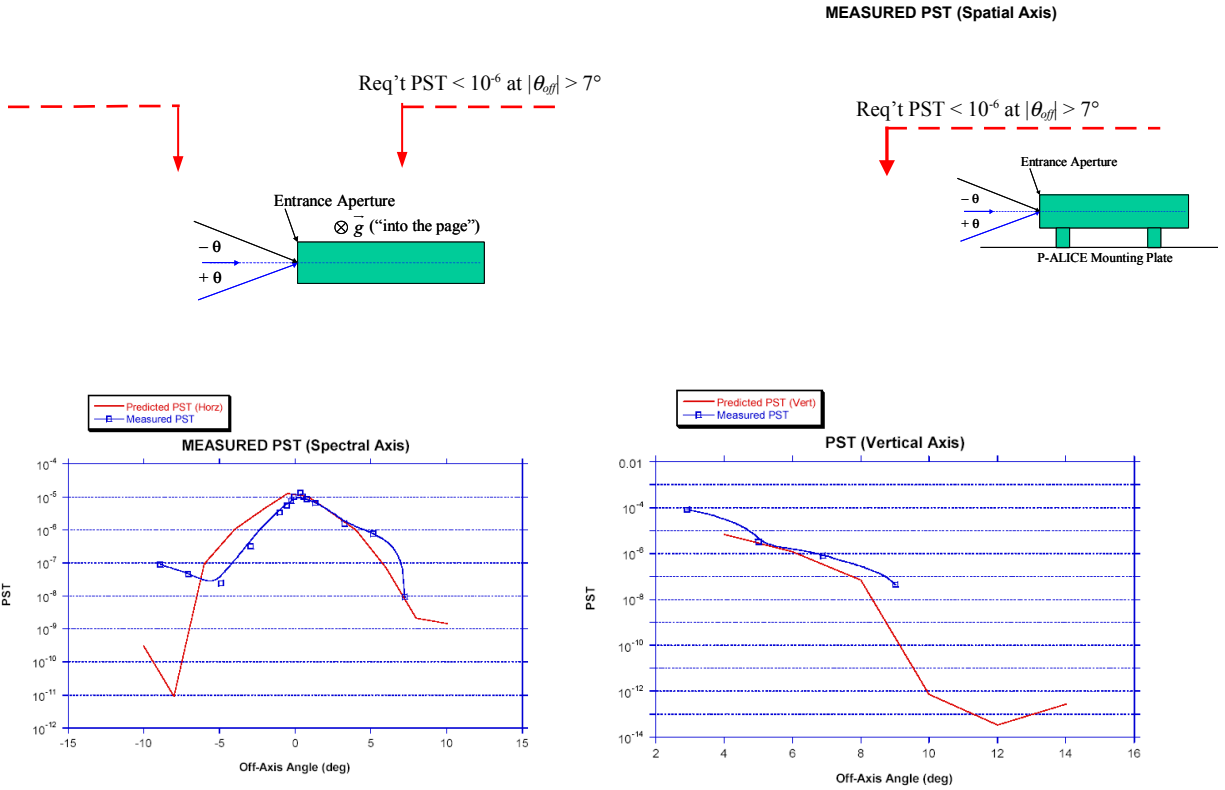 MEASURED PST (Spatial Axis)
Req't PST < 10⁻⁶ at |θoff| > 7°
Entrance Aperture
⊗ g⃗ ("into the page")
– θ
+ θ
Req't PST < 10⁻⁶ at |θoff| > 7°
Entrance Aperture
– θ
+ θ
P-ALICE Mounting Plate
Predicted PST (Horz)
Measured PST
MEASURED PST (Spectral Axis)
PST
10⁻⁴
10⁻⁵
10⁻⁶
10⁻⁷
10⁻⁸
10⁻⁹
10⁻¹⁰
10⁻¹¹
10⁻¹²
-15 -10 -5 0 5 10 15
Off-Axis Angle (deg)
Predicted PST (Vert)
Measured PST
PST (Vertical Axis)
PST
0.01
10⁻⁴
10⁻⁶
10⁻⁸
10⁻¹⁰
10⁻¹²
10⁻¹⁴
2 4 6 8 10 12 14 16
Off-Axis Angle (deg)